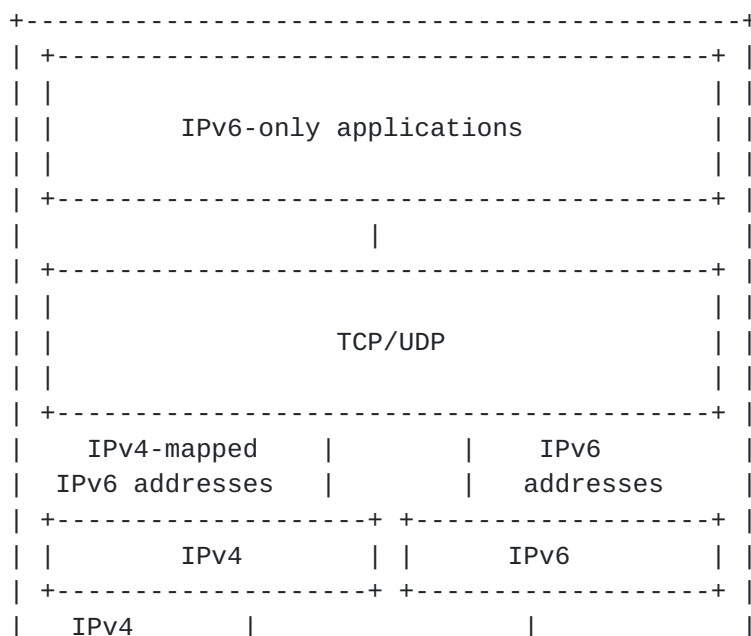 +---------------------------------------------+
| +------------------------------------------+ |
| |                                          | |
| |        IPv6-only applications            | |
| |                                          | |
| +------------------------------------------+ |
|                      |                       |
| +------------------------------------------+ |
| |                                          | |
| |                  TCP/UDP                 | |
| |                                          | |
| +------------------------------------------+ |
|    IPv4-mapped    |        |    IPv6         |
|  IPv6 addresses   |        |   addresses     |
| +--------------------+ +-------------------+ |
| |        IPv4        | |      IPv6         | |
| +--------------------+ +-------------------+ |
|   IPv4       |                 |             |